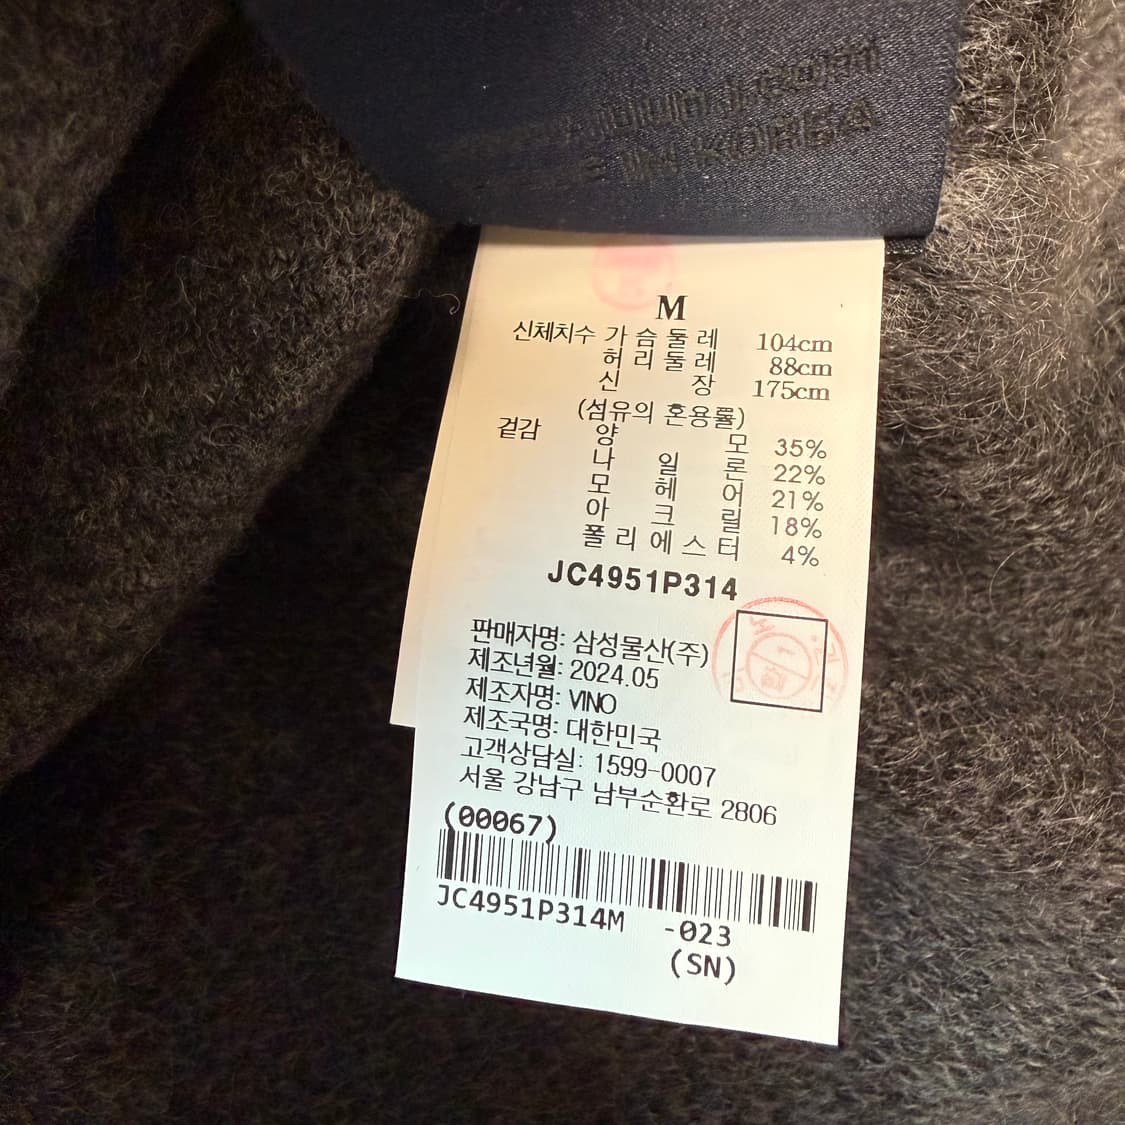 IN KOREA
M
신체치수 가슴둘레 104cm
허리둘레 88cm
신장 175cm
(섬유의 혼용률)
겉감 양모 35%
나일론 22%
모헤어 21%
아크릴 18%
폴리에스터 4%
JC4951P314
판매자명: 삼성물산(주)
제조년월: 2024.05
제조자명: VINO
제조국명: 대한민국
고객상담실: 1599-0007
서울 강남구 남부순환로 2806
(00067)
JC4951P314M -023
(SN)